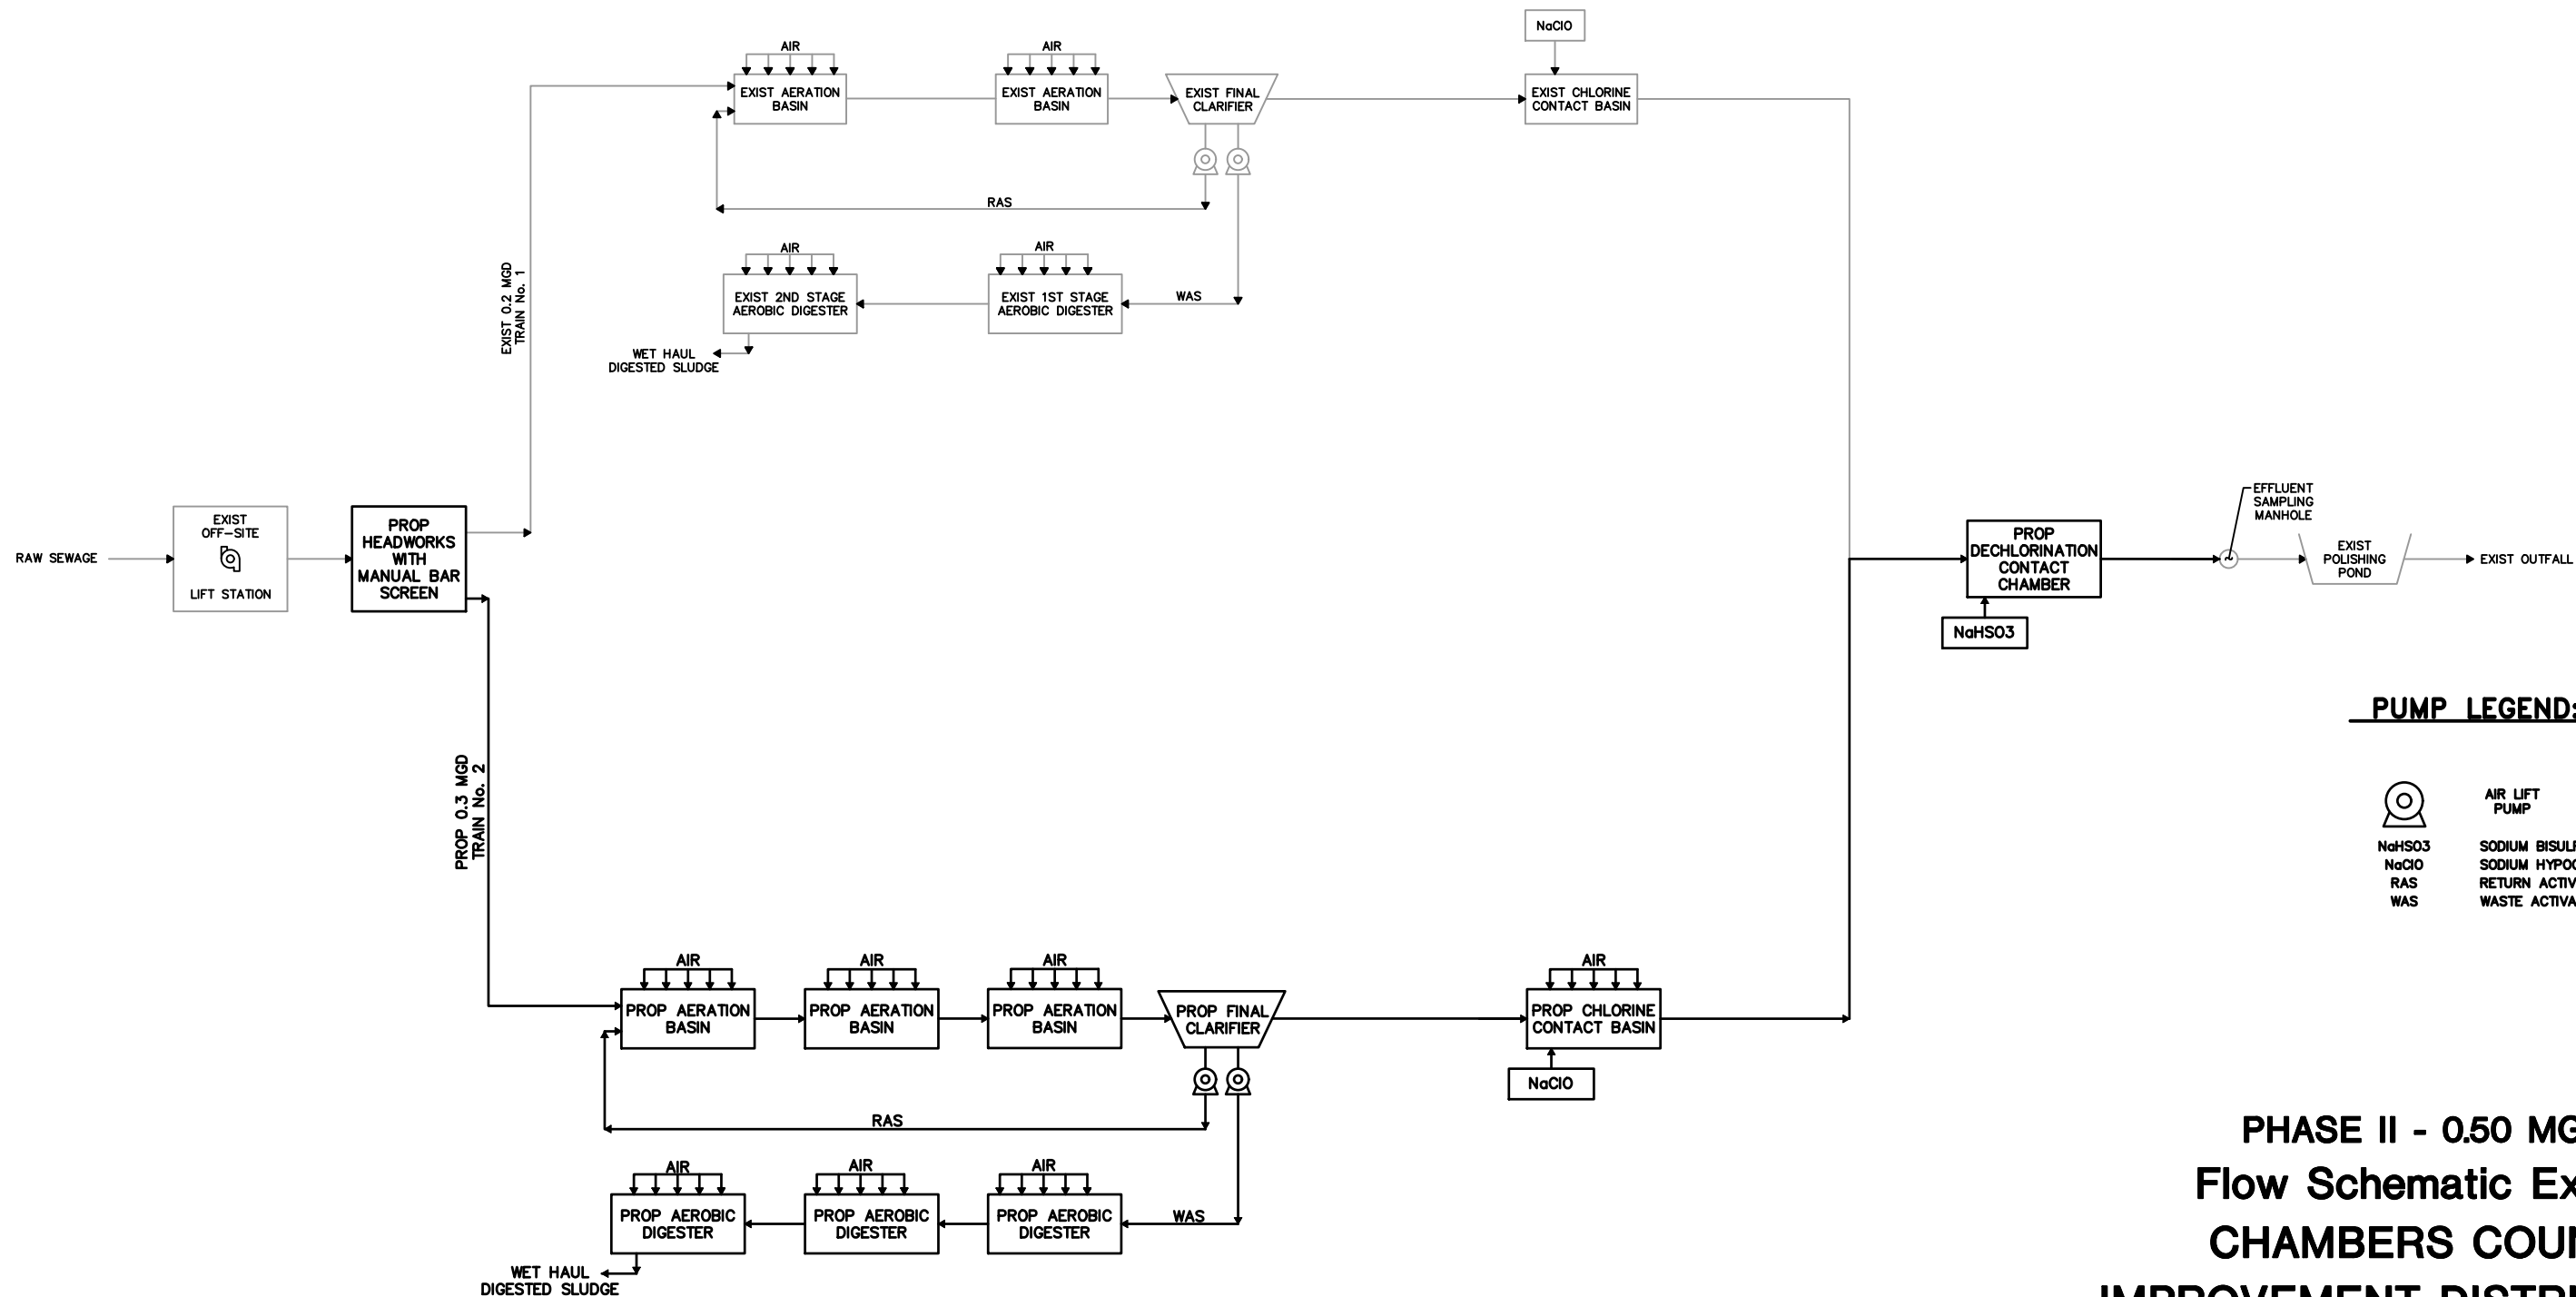 NaClO
AIR
AIR
EXIST AERATION
BASIN
EXIST AERATION
BASIN
EXIST FINAL
CLARIFIER
EXIST CHLORINE
CONTACT BASIN
RAS
AIR
AIR
EXIST 2ND STAGE
AEROBIC DIGESTER
EXIST 1ST STAGE
AEROBIC DIGESTER
WAS
WET HAUL
DIGESTED SLUDGE
EXIST 0.2 MGD
TRAIN No. 1
RAW SEWAGE
EXIST
OFF-SITE
LIFT STATION
PROP
HEADWORKS
WITH
MANUAL BAR
SCREEN
PROP
DECHLORINATION
CONTACT
CHAMBER
NaHSO3
EFFLUENT
SAMPLING
MANHOLE
EXIST
POLISHING
POND
EXIST OUTFALL
PROP 0.3 MGD
TRAIN No. 2
PUMP LEGEND:
AIR LIFT
PUMP
NaHSO3 SODIUM
NaClO SODIUM
RAS RETURN
WAS WASTE
AIR
AIR
AIR
AIR
PROP AERATION
BASIN
PROP AERATION
BASIN
PROP AERATION
BASIN
PROP FINAL
CLARIFIER
PROP CHLORINE
CONTACT BASIN
NaClO
RAS
AIR
AIR
AIR
PROP AEROBIC
DIGESTER
PROP AEROBIC
DIGESTER
PROP AEROBIC
DIGESTER
WAS
WET HAUL
DIGESTED SLUDGE
PHASE II - 0.50
Flow Schematic
CHAMBERS
IMPROVEMENT